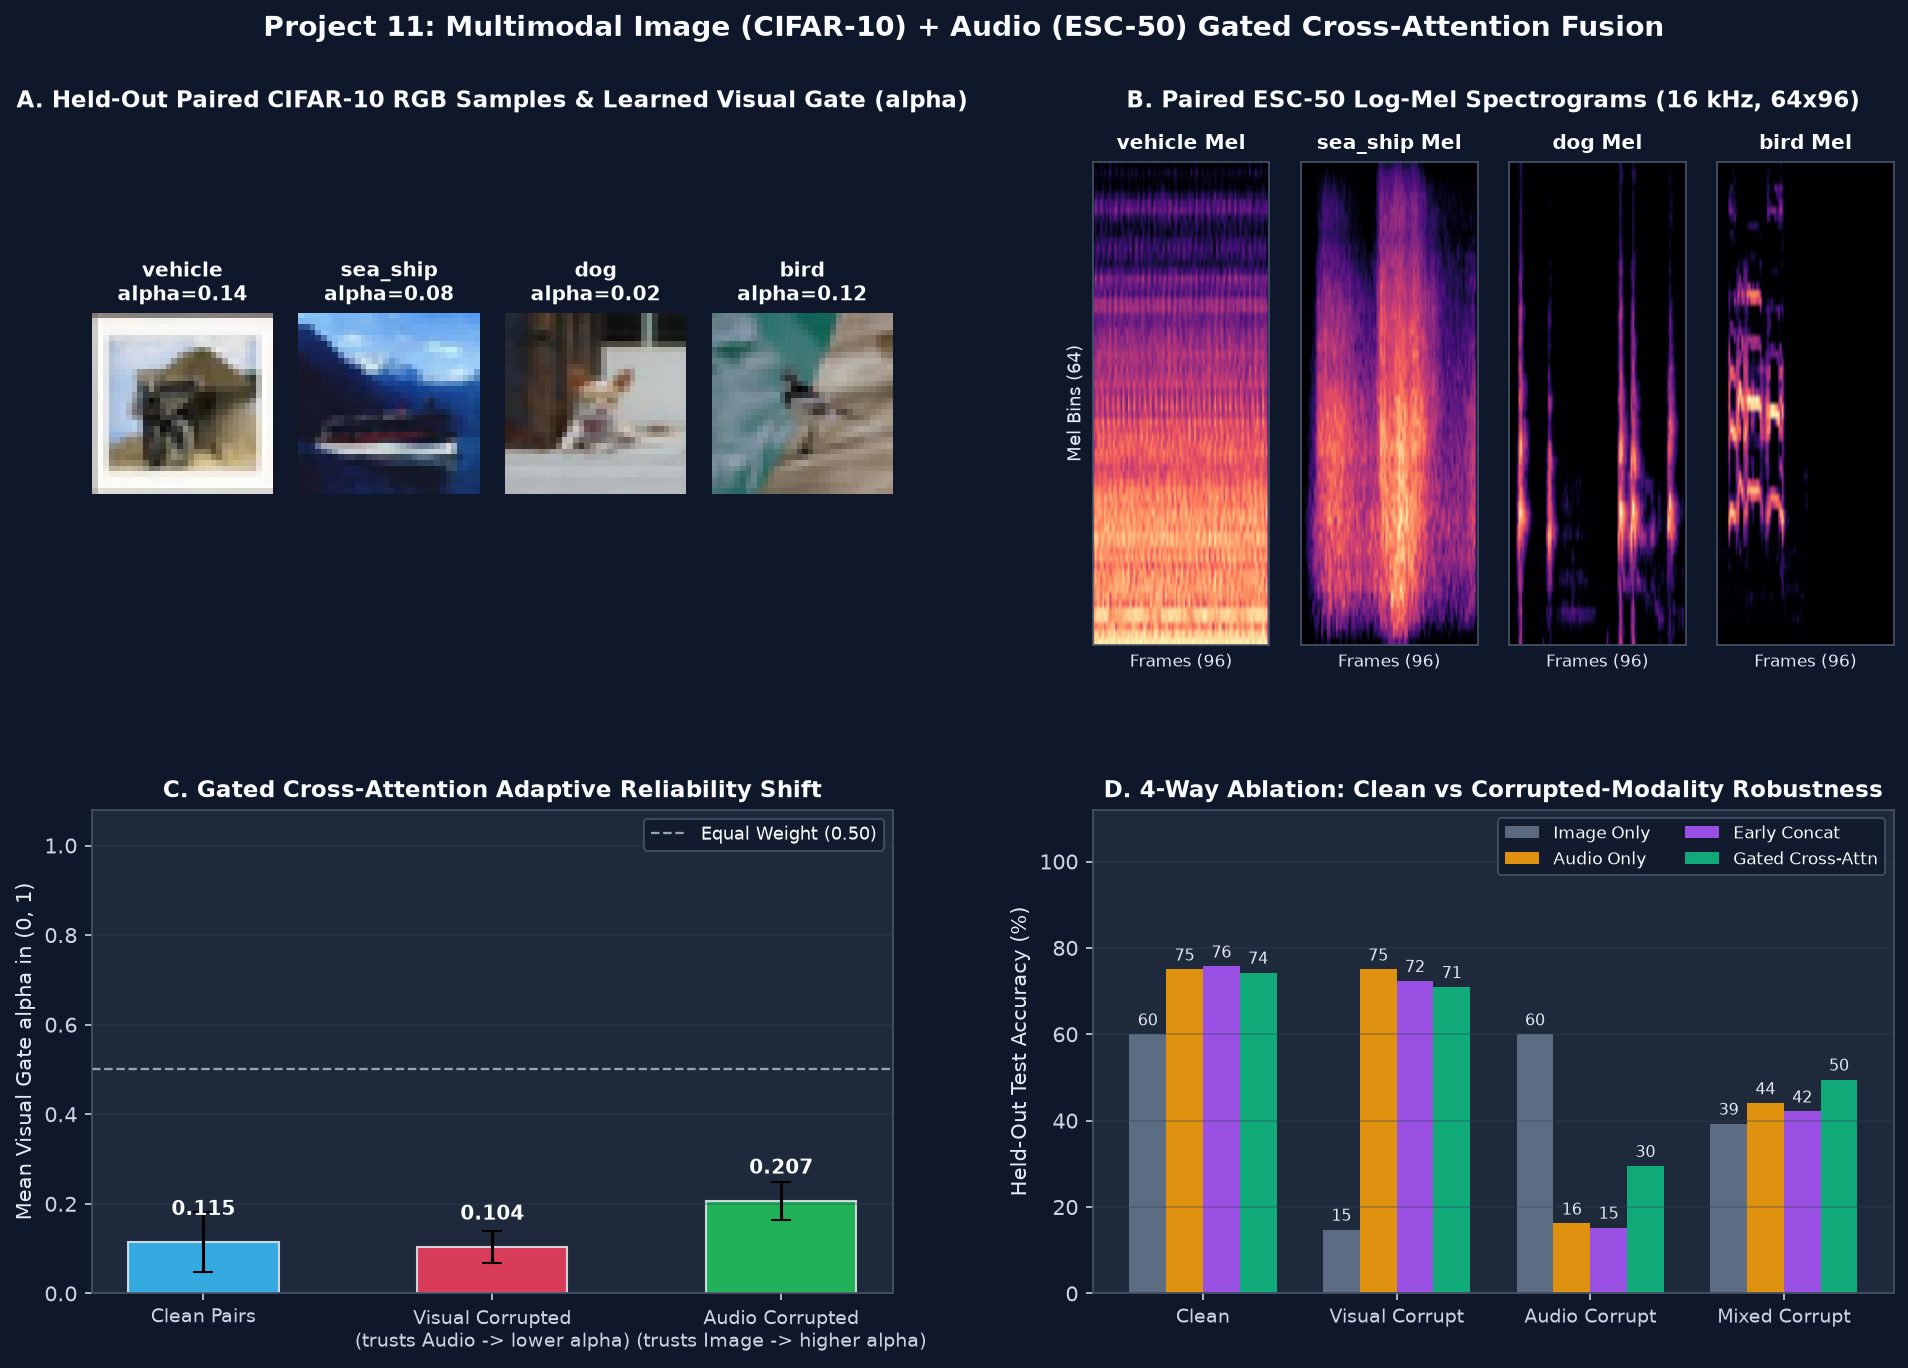 Project 11: Multimodal Image (CIFAR-10) + Audio (ESC-50) Gated Cross-Attention Fusion
A. Held-Out Paired CIFAR-10 RGB Samples & Learned Visual Gate (alpha)
vehicle
alpha=0.14
sea_ship
alpha=0.08
dog
alpha=0.02
bird
alpha=0.12
B. Paired ESC-50 Log-Mel Spectrograms (16 kHz, 64x96)
vehicle Mel
sea_ship Mel
dog Mel
bird Mel
Mel Bins (64)
Frames (96)
Frames (96)
Frames (96)
Frames (96)
C. Gated Cross-Attention Adaptive Reliability Shift
Mean Visual Gate alpha in (0, 1)
1.0
0.8
0.6
0.4
0.2
0.0
Equal Weight (0.50)
0.115
0.104
0.207
Clean Pairs
Visual Corrupted
(trusts Audio -> lower alpha)
Audio Corrupted
(trusts Image -> higher alpha)
D. 4-Way Ablation: Clean vs Corrupted-Modality Robustness
Held-Out Test Accuracy (%)
100
80
60
40
20
0
Image Only
Audio Only
Early Concat
Gated Cross-Attn
60
75
76
74
15
75
72
71
60
16
15
30
39
44
42
50
Clean
Visual Corrupt
Audio Corrupt
Mixed Corrupt